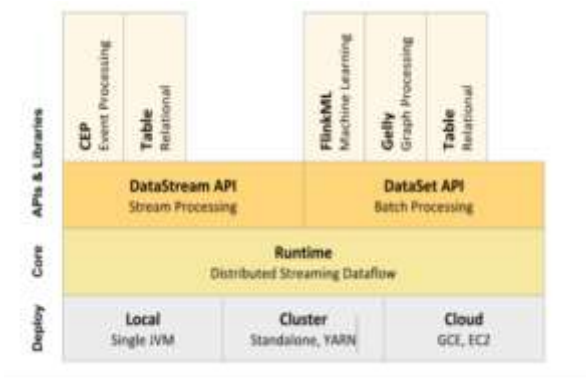 APIs & Libraries
CEP
Event Processing
Table
Relational
FlinkML
Machine Learning
Gelly
Graph Processing
Table
Relational
DataStream API
Stream Processing
DataSet API
Batch Processing
Core
Runtime
Distributed Streaming Dataflow
Deploy
Local
Single JVM
Cluster
Standalone, YARN
Cloud
GCE, EC2